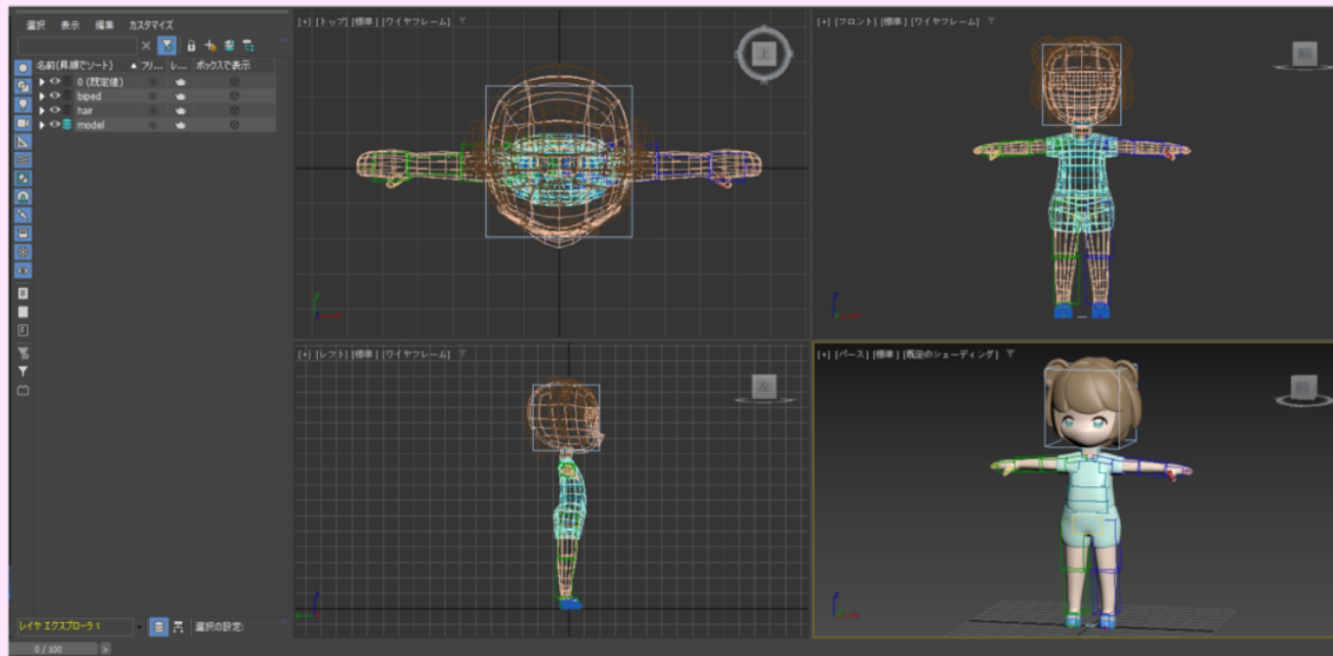 選択 表示 編集 カスタマイズ
名前(昇順でソート) ▲ フリ... レ... ボックスで表示
0 (既定値)
biped
hair
model
[+] [トップ] [標準] [ワイヤフレーム]
上
[+] [フロント] [標準] [ワイヤフレーム]
前
[+] [レフト] [標準] [ワイヤフレーム]
左
[+] [パース] [標準] [既定のシェーディング]
前
レイヤ エクスプローラ 1
選択の設定:
0 / 100
>